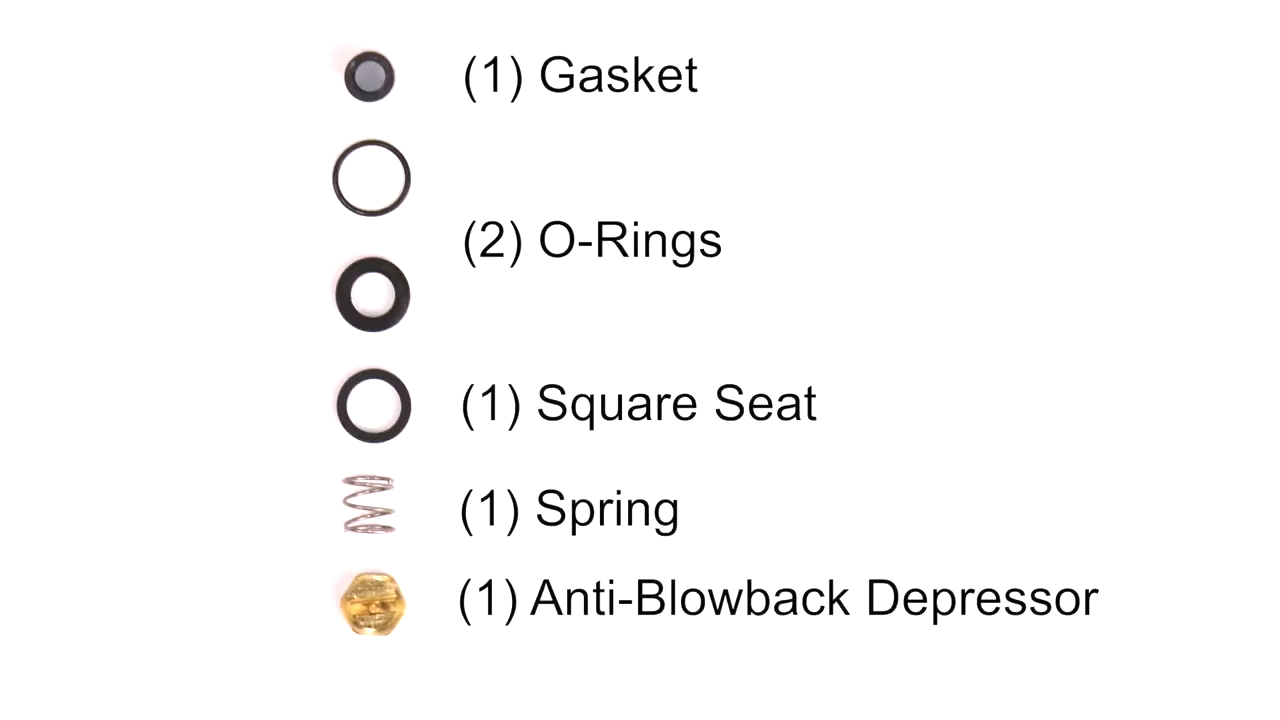 (1) Gasket
(2) O-Rings
(1) Square Seat
(1) Spring
(1) Anti-Blowback Depressor